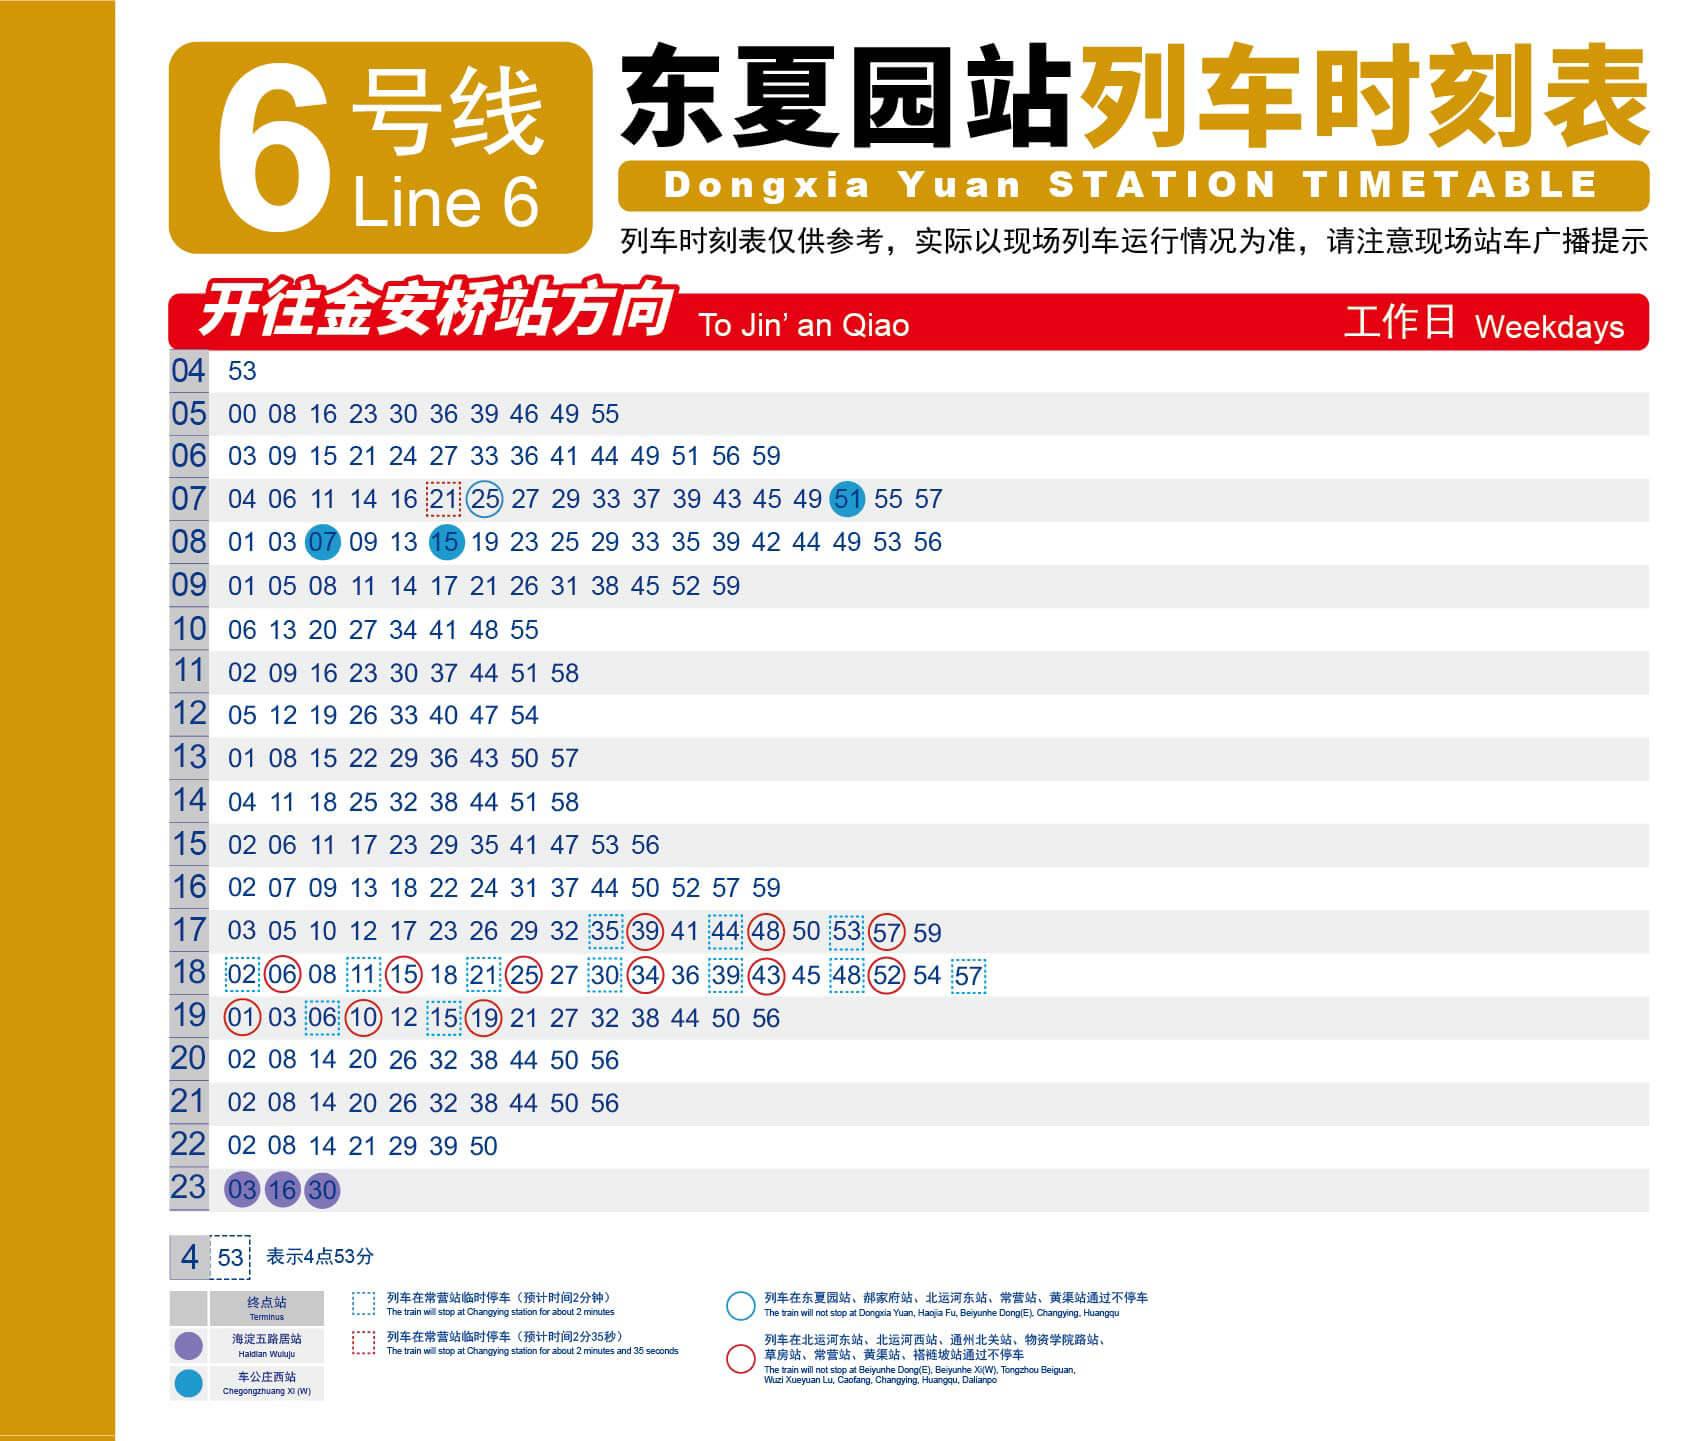 6号线
Line 6
东夏园站列车时刻表
Dongxia Yuan STATION TIMETABLE
列车时刻表仅供参考，实际以现场列车运行情况为准，请注意现场站车广播提示
开往金安桥站方向 To Jin’ an Qiao 工作日 Weekdays
04 53
05 00 08 16 23 30 36 39 46 49 55
06 03 09 15 21 24 27 33 36 41 44 49 51 56 59
07 04 06 11 14 16 21 25 27 29 33 37 39 43 45 49 51 55 57
08 01 03 07 09 13 15 19 23 25 29 33 35 39 42 44 49 53 56
09 01 05 08 11 14 17 21 26 31 38 45 52 59
10 06 13 20 27 34 41 48 55
11 02 09 16 23 30 37 44 51 58
12 05 12 19 26 33 40 47 54
13 01 08 15 22 29 36 43 50 57
14 04 11 18 25 32 38 44 51 58
15 02 06 11 17 23 29 35 41 47 53 56
16 02 07 09 13 18 22 24 31 37 44 50 52 57 59
17 03 05 10 12 17 23 26 29 32 35 39 41 44 48 50 53 57 59
18 02 06 08 11 15 18 21 25 27 30 34 36 39 43 45 48 52 54 57
19 01 03 06 10 12 15 19 21 27 32 38 44 50 56
20 02 08 14 20 26 32 38 44 50 56
21 02 08 14 20 26 32 38 44 50 56
22 02 08 14 21 29 39 50
23 03 16 30
4 53 表示4点53分
终点站
Terminus
海淀五路居站
Haidian Wuluju
车公庄西站
Chegongzhuang Xi (W)
列车在常营站临时停车（预计时间2分钟）
The train will stop at Changying station for about 2 minutes
列车在常营站临时停车（预计时间2分35秒）
The train will stop at Changying station for about 2 minutes and 35 seconds
列车在东夏园站、郝家府站、北运河东站、常营站、黄渠站通过不停车
The train will not stop at Dongxia Yuan, Haojia Fu, Beiyunhe Dong(E), Changying, Huangqu
列车在北运河东站、北运河西站、通州北关站、物资学院路站、
草房站、常营站、黄渠站、褡裢坡站通过不停车
The train will not stop at Beiyunhe Dong(E), Beiyunhe Xi(W), Tongzhou Beiguan,
Wuzi Xueyuan Lu, Caofang, Changying, Huangqu, Dalianpo